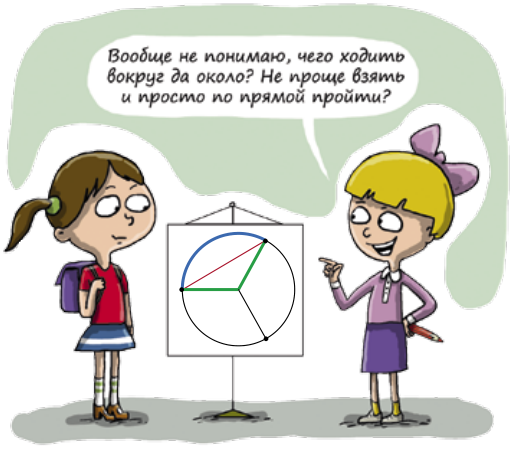 Вообще не понимаю, чего ходить
вокруг да около? Не проще взять
и просто по прямой пройти?